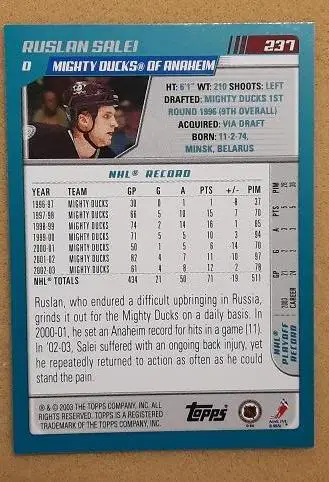 RUSLAN SALEI
237
D MIGHTY DUCKS® OF ANAHEIM
HT: 6'1" WT: 210 SHOOTS: LEFT
DRAFTED: MIGHTY DUCKS 1ST
ROUND 1996 (9TH OVERALL)
ACQUIRED: VIA DRAFT
BORN: 11-2-74,
MINSK, BELARUS
NHL® RECORD
YEAR TEAM GP G A PTS +/- PIM
1996-97 MIGHTY DUCKS 30 0 1 1 -8 37
1997-98 MIGHTY DUCKS 66 5 10 15 7 70
1998-99 MIGHTY DUCKS 74 2 14 16 1 65
1999-00 MIGHTY DUCKS 71 5 5 10 3 94
2000-01 MIGHTY DUCKS 50 1 5 6 -14 70
2001-02 MIGHTY DUCKS 82 4 7 11 -10 97
2002-03 MIGHTY DUCKS 61 4 8 12 2 78
NHL® TOTALS 434 21 50 71 -19 511
NHL® PLAYOFF RECORD
GP G A PTS PIM
2003 21
CAREER 24
Ruslan, who endured a difficult upbringing in Russia,
grinds it out for the Mighty Ducks on a daily basis. In
2000-01, he set an Anaheim record for hits in a game (11).
In '02-03, Salei suffered with an ongoing back injury, yet
he repeatedly returned to action as often as he could
stand the pain.
® & © 2003 THE TOPPS COMPANY, INC. ALL
RIGHTS RESERVED. TOPPS IS A REGISTERED
TRADEMARK OF THE TOPPS COMPANY, INC.
Topps